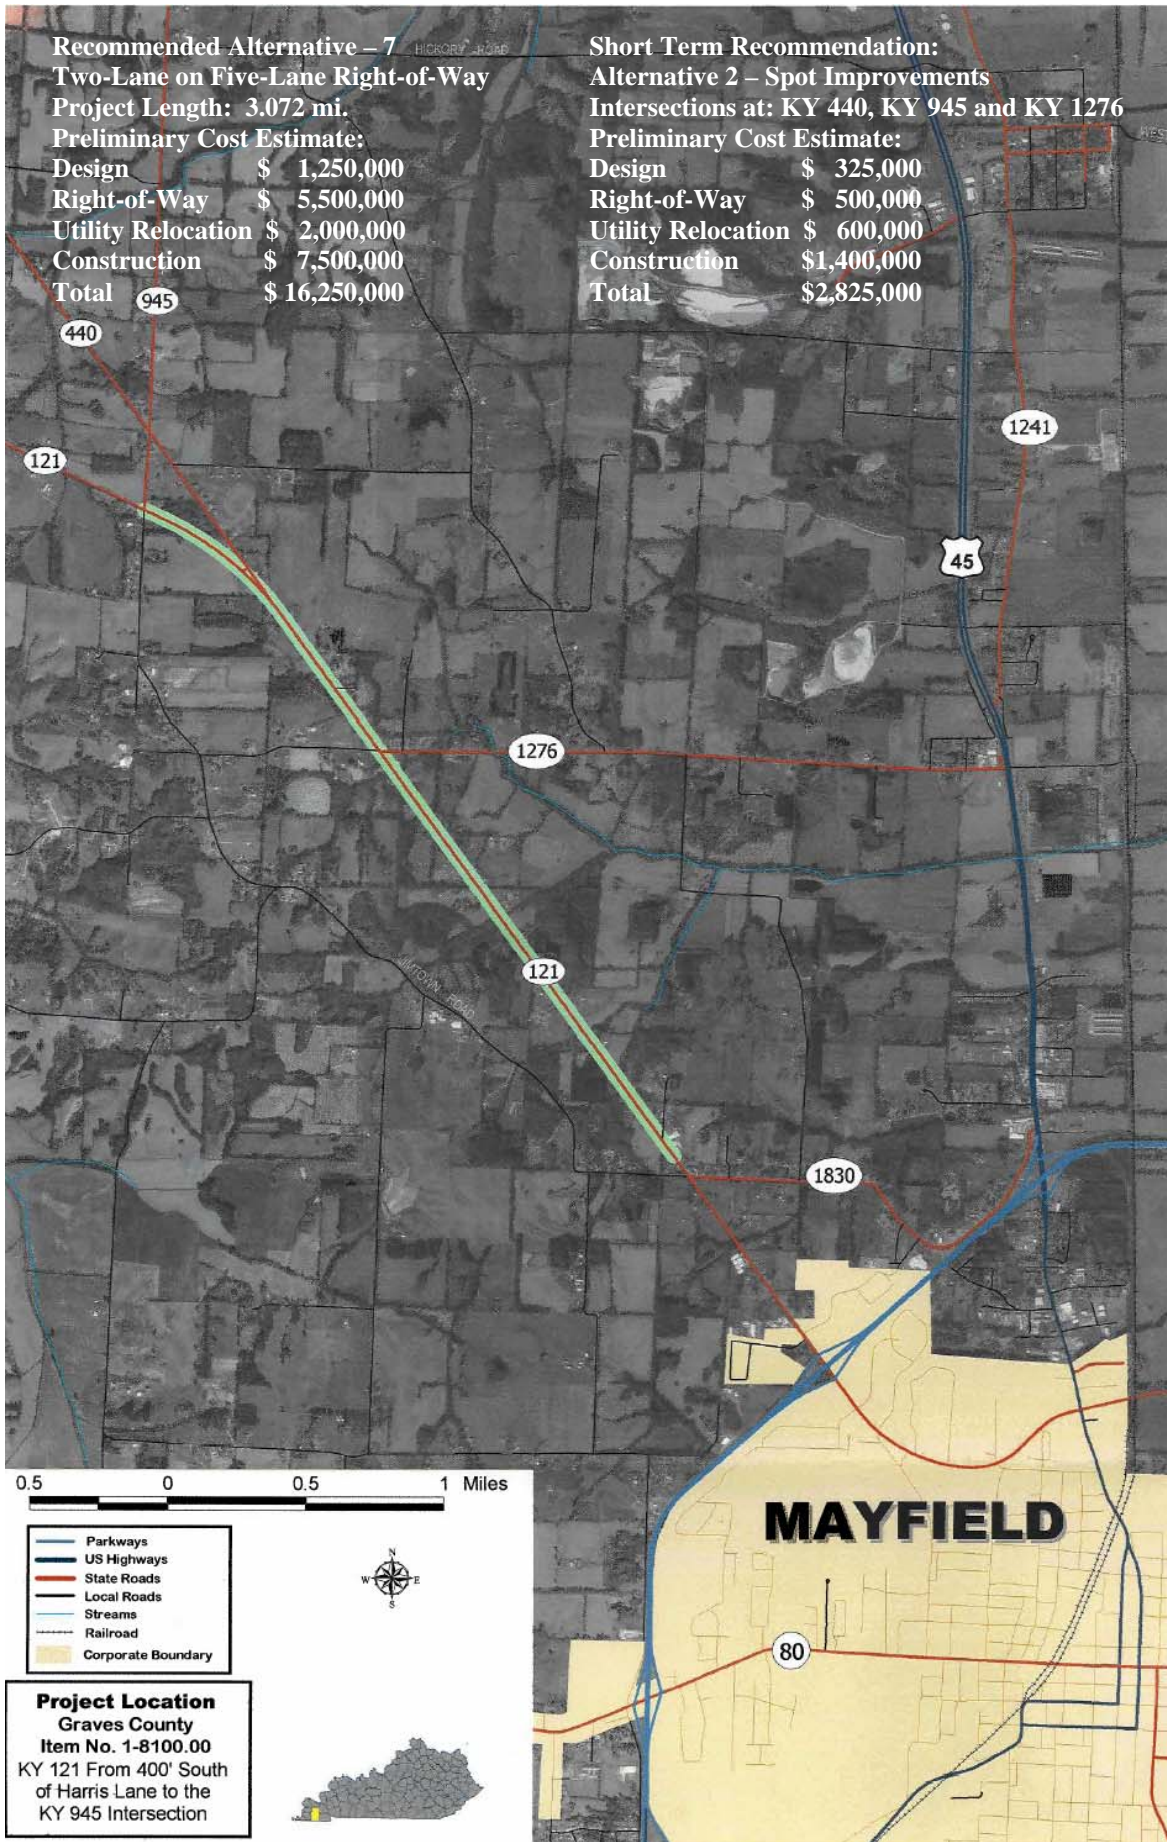 Recommended Alternative – 7
Two-Lane on Five-Lane Right-of-Way
Project Length: 3.072 mi.
Preliminary Cost Estimate:
Design $ 1,250,000
Right-of-Way $ 5,500,000
Utility Relocation $ 2,000,000
Construction $ 7,500,000
Total $ 16,250,000
Short Term Recommendation:
Alternative 2 – Spot Improvements
Intersections at: KY 440, KY 945 and KY 1276
Preliminary Cost Estimate:
Design $ 325,000
Right-of-Way $ 500,000
Utility Relocation $ 600,000
Construction $1,400,000
Total $2,825,000
HICKORY ROAD
945
440
121
1241
45
1276
121
1830
MAYFIELD
80
0.5 0 0.5 1 Miles
Parkways
US Highways
State Roads
Local Roads
Streams
Railroad
Corporate Boundary
N
W E
S
Project Location
Graves County
Item No. 1-8100.00
KY 121 From 400' South
of Harris Lane to the
KY 945 Intersection